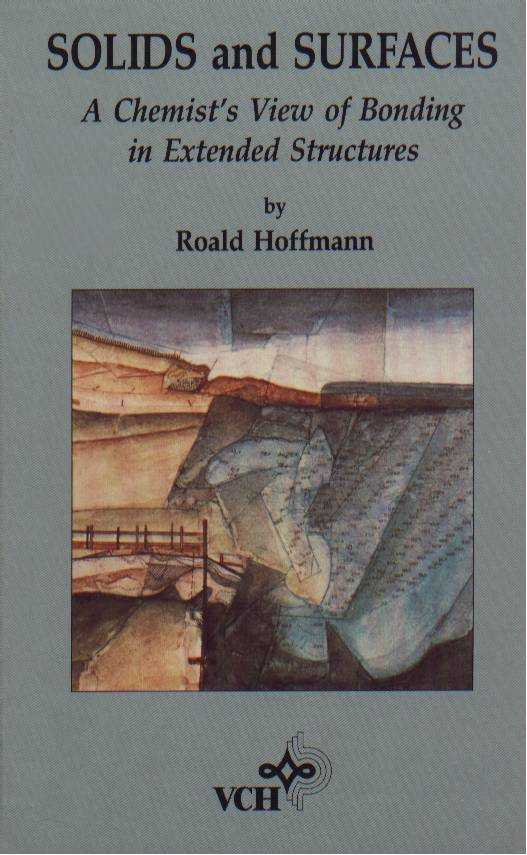 SOLIDS and SURFACES
A Chemist's View of Bonding
in Extended Structures
by
Roald Hoffmann
VCH